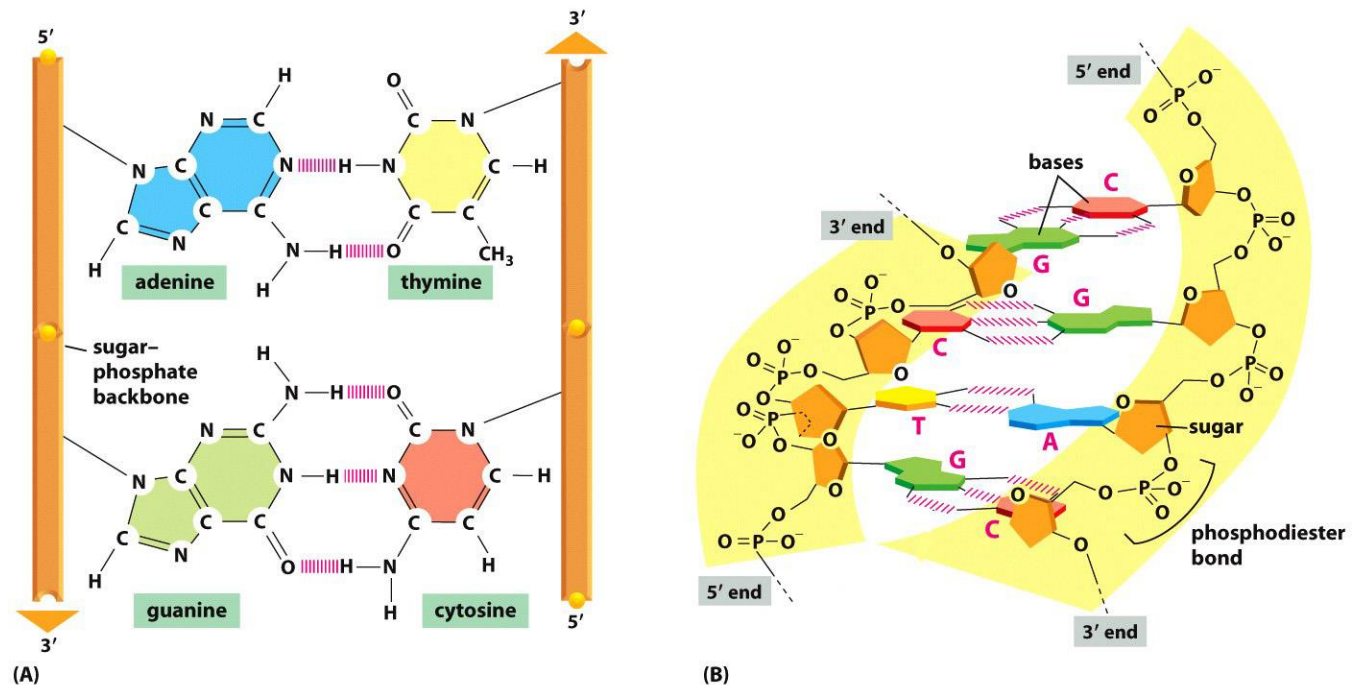 5′
3′
H
O
N
C
C
N
N
C
N
H
N
C
H
C
C
N
C
C
C
H
N
N
H
O
CH3
H
adenine
thymine
sugar–
phosphate
backbone
H
N
H
O
N
C
C
N
N
C
N
H
N
C
H
C
C
N
C
C
C
H
N
O
H
N
H
H
guanine
cytosine
3′
5′
(A)
5′ end
O−
P
O
O
bases
C
O
O
P
O
O−
O
3′ end
O
G
O
O−
P
O
O
G
O
O
C
O
O−
P
O
O
O
P
O
O−
O
O
T
A
O
sugar
O−
P
O
O
O
G
O
P
O−
O
O
C
O
phosphodiester
bond
O
O
P
O−
5′ end
3′ end
(B)